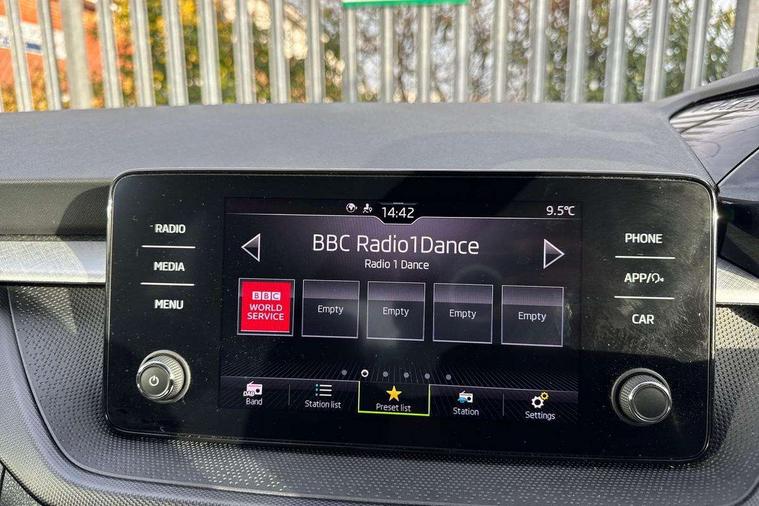 14:42
9.5°C
RADIO
MEDIA
MENU
BBC Radio1Dance
Radio 1 Dance
BBC
WORLD
SERVICE
Empty
Empty
Empty
Empty
DAB
Band
Station list
Preset list
Station
Settings
PHONE
APP/
CAR